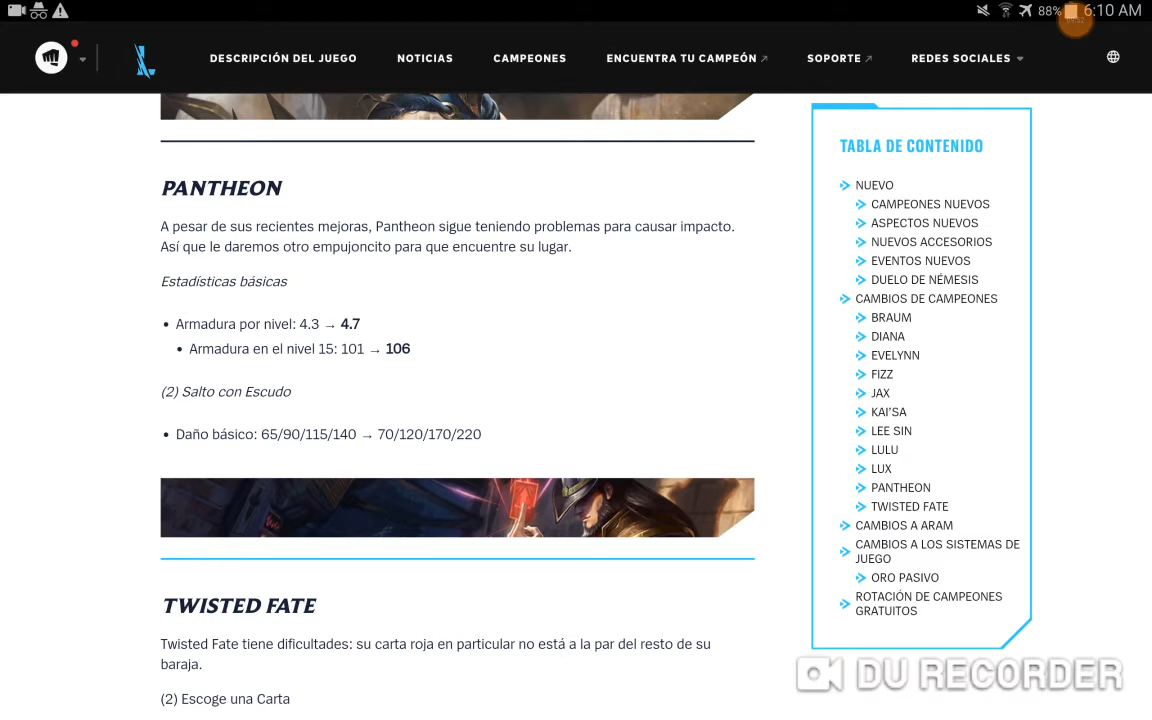 88% 6:10 AM
DESCRIPCIÓN DEL JUEGO NOTICIAS CAMPEONES ENCUENTRA TU CAMPEÓN SOPORTE REDES SOCIALES
PANTHEON
A pesar de sus recientes mejoras, Pantheon sigue teniendo problemas para causar impacto.
Así que le daremos otro empujoncito para que encuentre su lugar.
Estadísticas básicas
• Armadura por nivel: 4.3 → 4.7
• Armadura en el nivel 15: 101 → 106
(2) Salto con Escudo
• Daño básico: 65/90/115/140 → 70/120/170/220
TWISTED FATE
Twisted Fate tiene dificultades: su carta roja en particular no está a la par del resto de su
baraja.
(2) Escoge una Carta
TABLA DE CONTENIDO
NUEVO
CAMPEONES NUEVOS
ASPECTOS NUEVOS
NUEVOS ACCESORIOS
EVENTOS NUEVOS
DUELO DE NÉMESIS
CAMBIOS DE CAMPEONES
BRAUM
DIANA
EVELYNN
FIZZ
JAX
KAI'SA
LEE SIN
LULU
LUX
PANTHEON
TWISTED FATE
CAMBIOS A ARAM
CAMBIOS A LOS SISTEMAS DE
JUEGO
ORO PASIVO
ROTACIÓN DE CAMPEONES
GRATUITOS
DU RECORDER